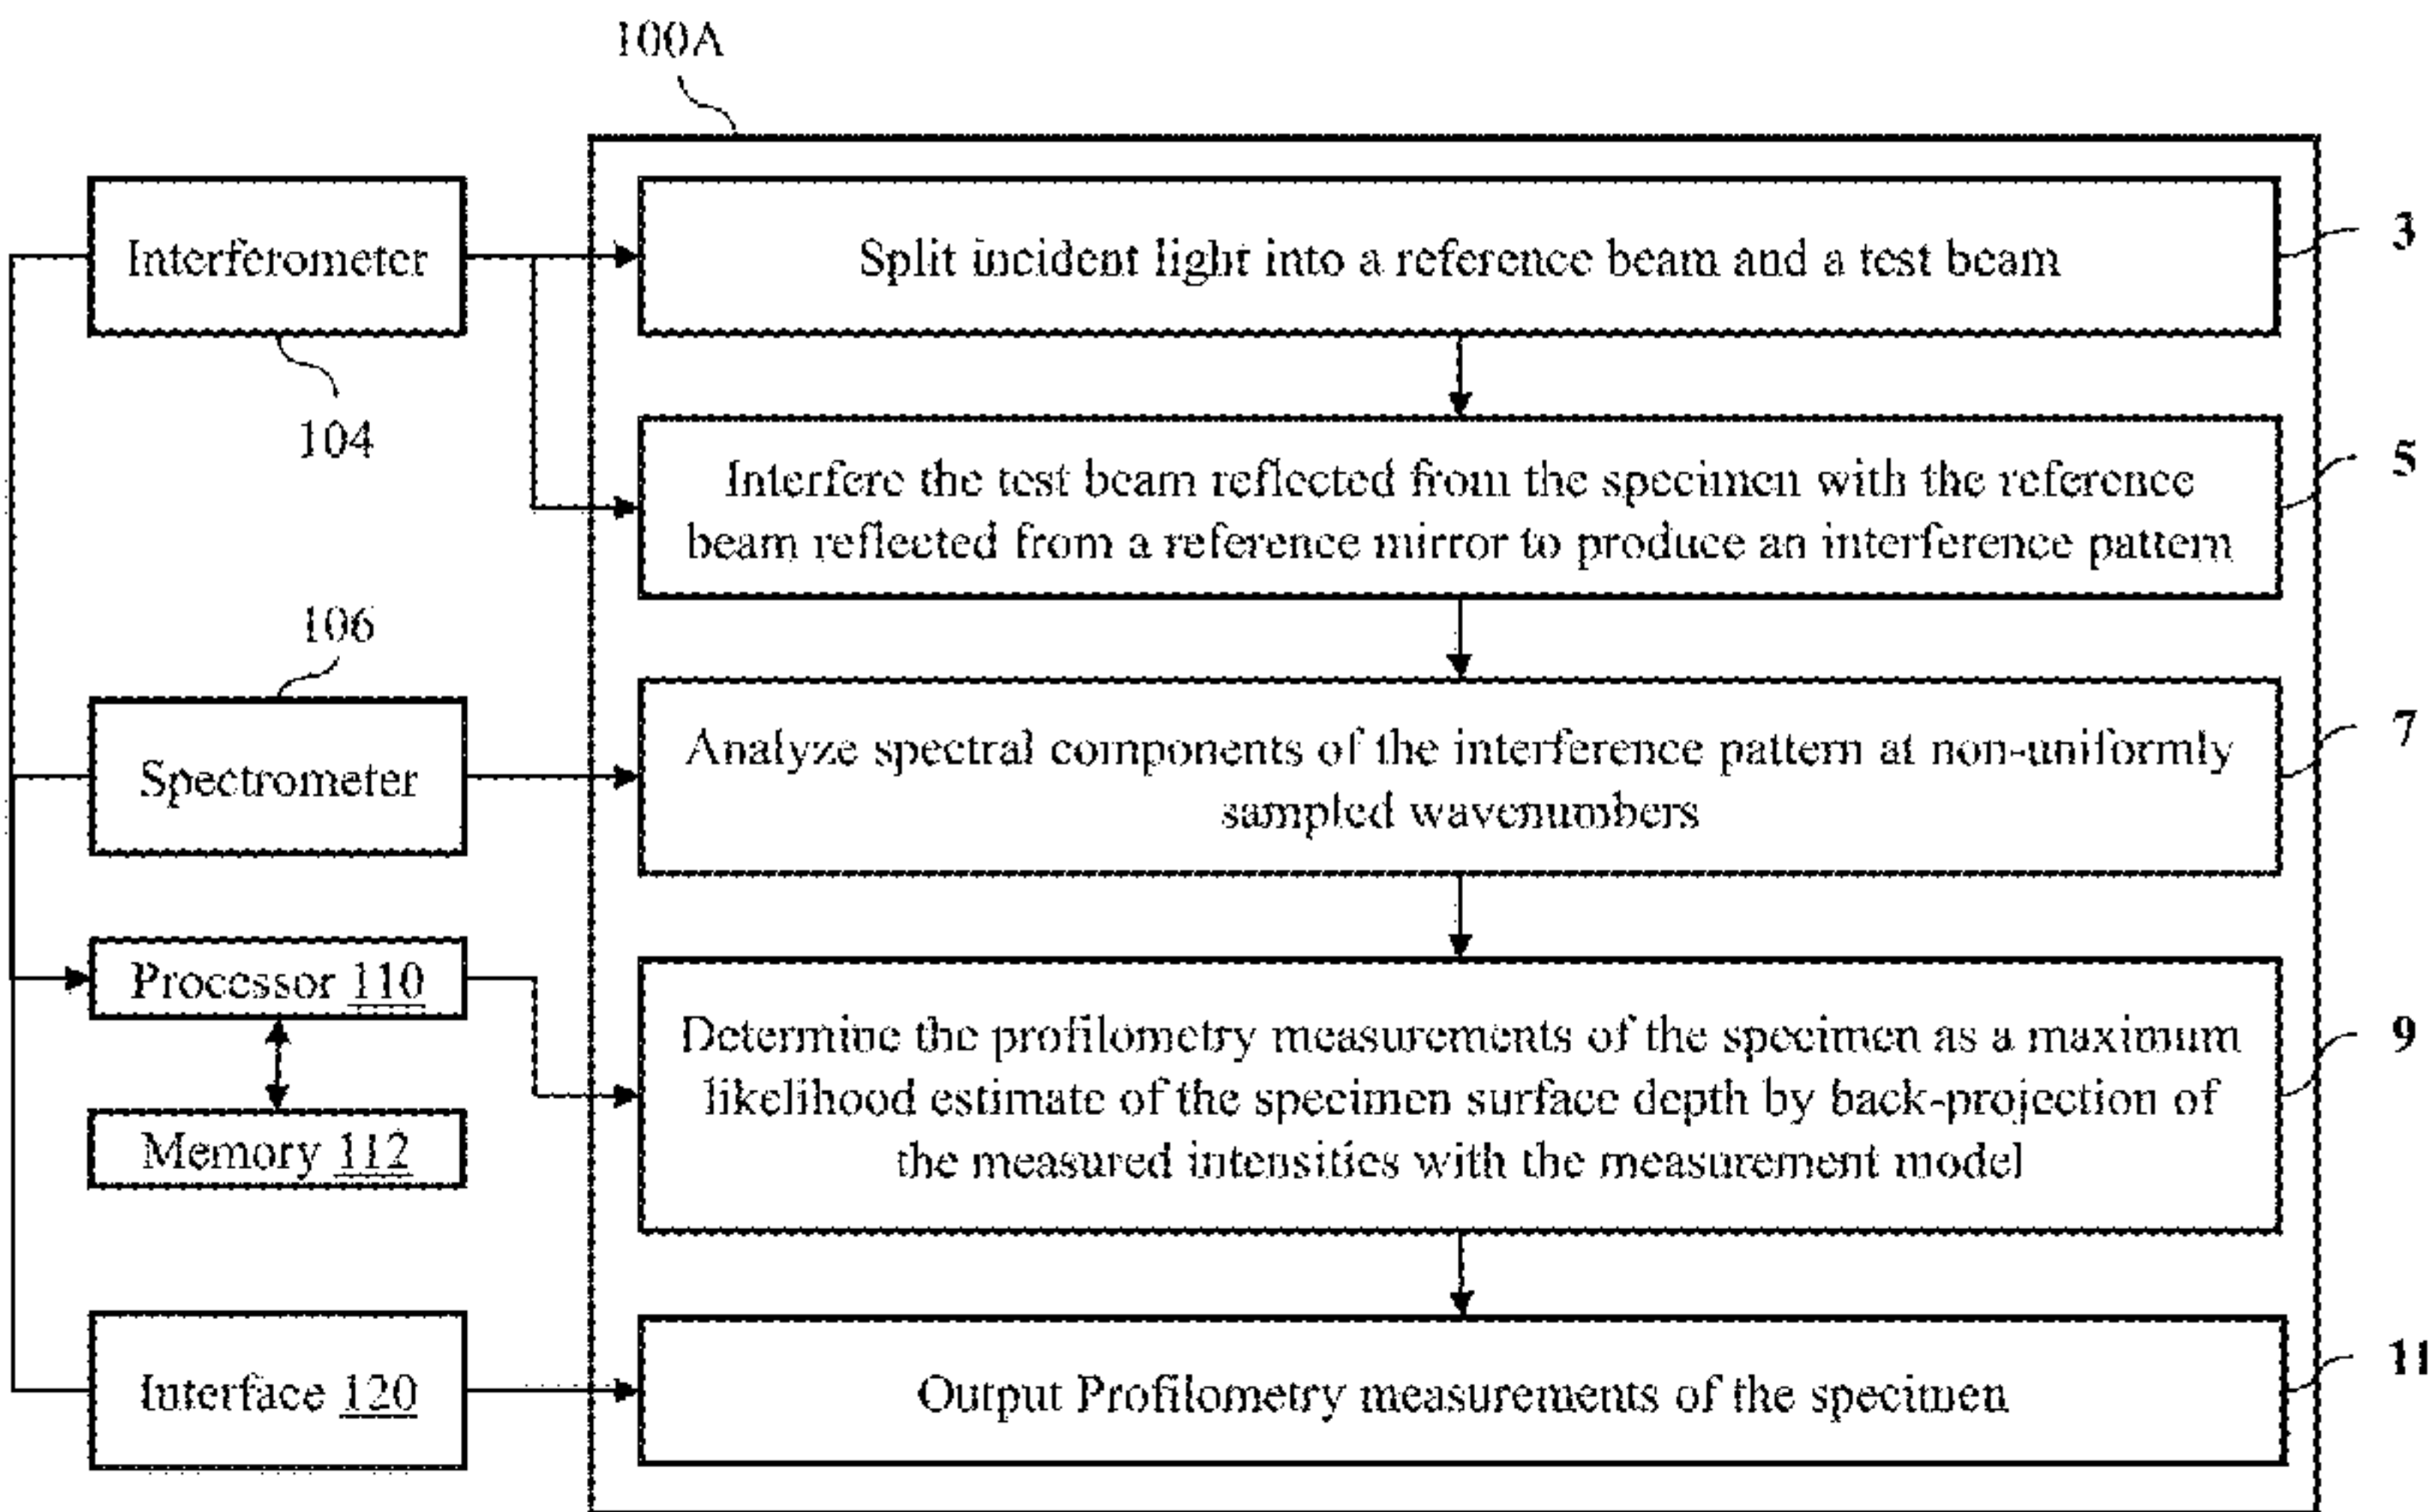 100A
Interferometer
104
Split incident light into a reference beam and a test beam
3
Interfere the test beam reflected from the specimen with the reference
beam reflected from a reference mirror to produce an interference pattern
5
106
Spectrometer
Analyze spectral components of the interference pattern at non-uniformly
sampled wavenumbers
7
Processor 110
Memory 112
Determine the profilometry measurements of the specimen as a maximum
likelihood estimate of the specimen surface depth by back-projection of
the measured intensities with the measurement model
9
Interface 120
Output Profilometry measurements of the specimen
11